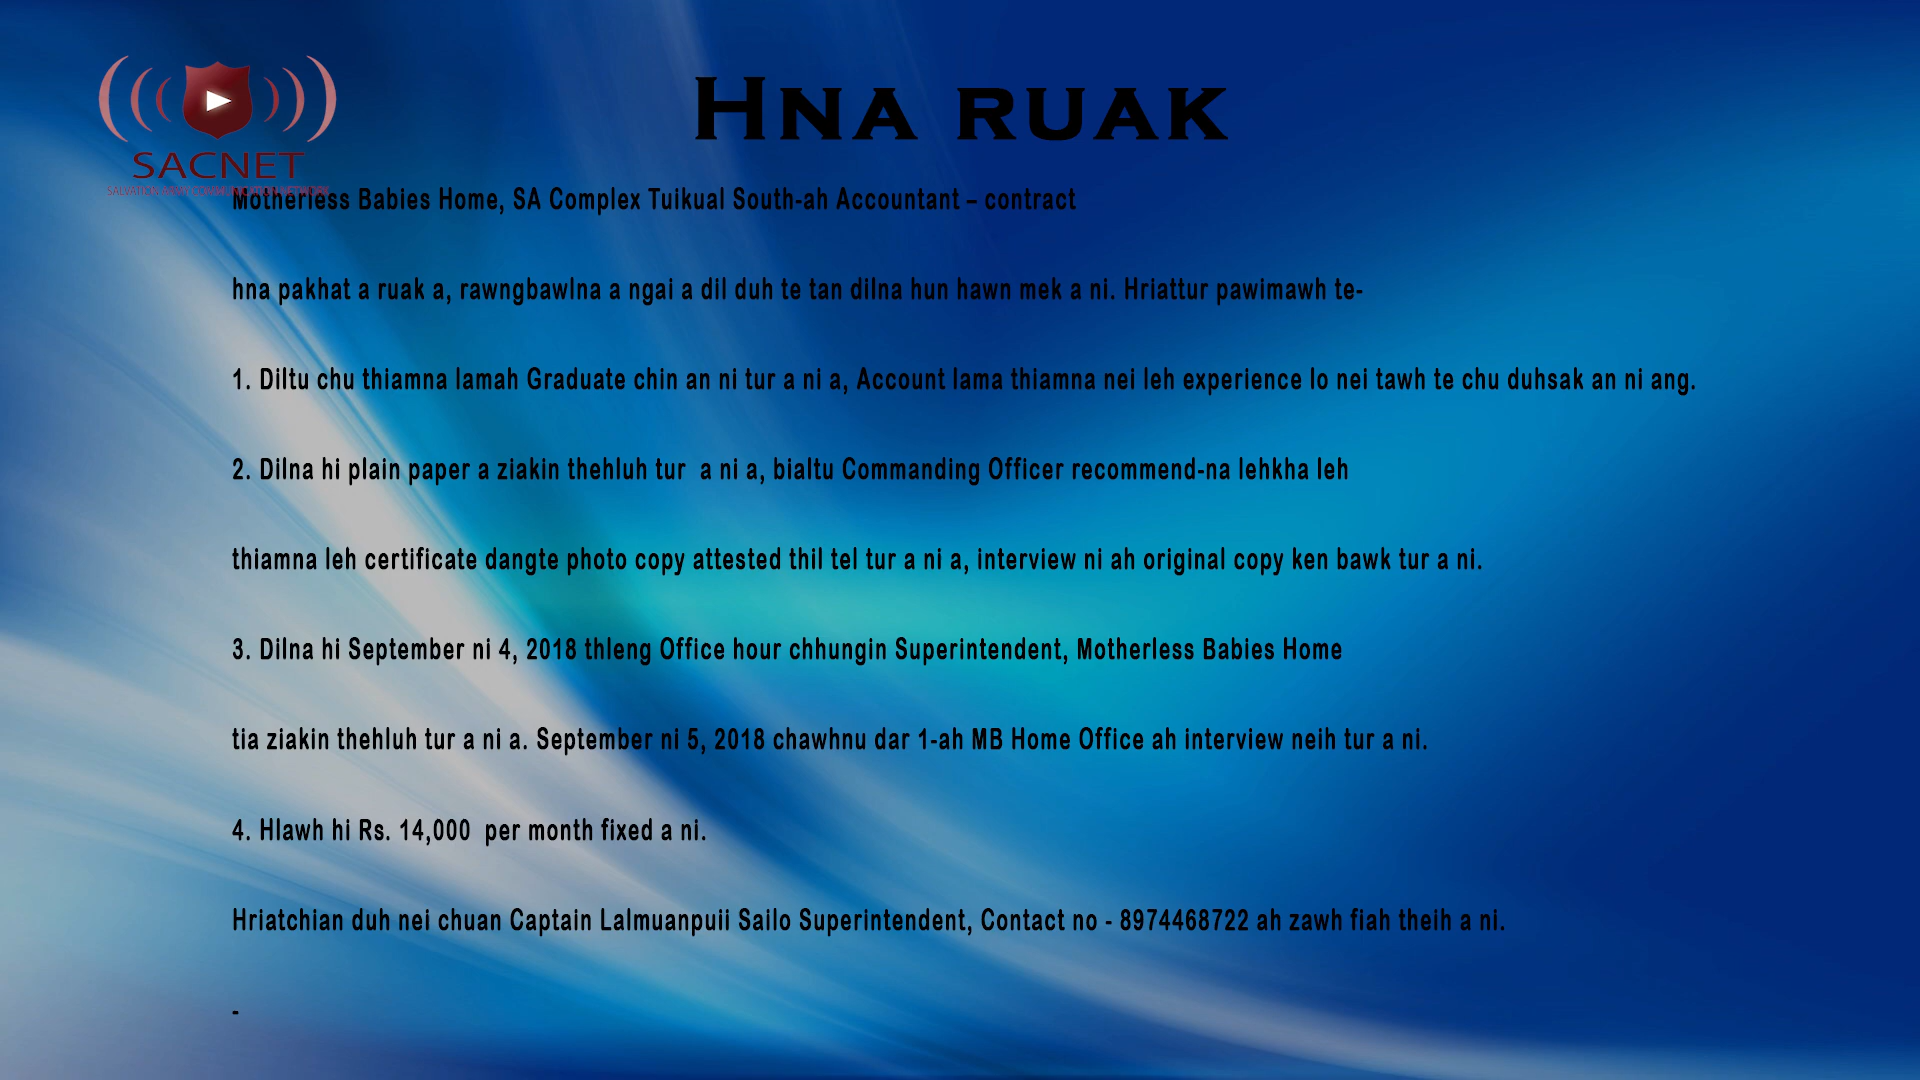 HNA RUAK
SACNET
SALVATION ARMY COMMUNICATION NETWORK
Motherless Babies Home, SA Complex Tuikual South-ah Accountant – contract
hna pakhat a ruak a, rawngbawlna a ngai a dil duh te tan dilna hun hawn mek a ni. Hriattur pawimawh te-
1. Diltu chu thiamna lamah Graduate chin an ni tur a ni a, Account lama thiamna nei leh experience lo nei tawh te chu duhsak an ni ang.
2. Dilna hi plain paper a ziakin thehluh tur  a ni a, bialtu Commanding Officer recommend-na lehkha leh
thiamna leh certificate dangte photo copy attested thil tel tur a ni a, interview ni ah original copy ken bawk tur a ni.
3. Dilna hi September ni 4, 2018 thleng Office hour chhungin Superintendent, Motherless Babies Home
tia ziakin thehluh tur a ni a. September ni 5, 2018 chawhnu dar 1-ah MB Home Office ah interview neih tur a ni.
4. Hlawh hi Rs. 14,000  per month fixed a ni.
Hriatchian duh nei chuan Captain Lalmuanpuii Sailo Superintendent, Contact no - 8974468722 ah zawh fiah theih a ni.
-